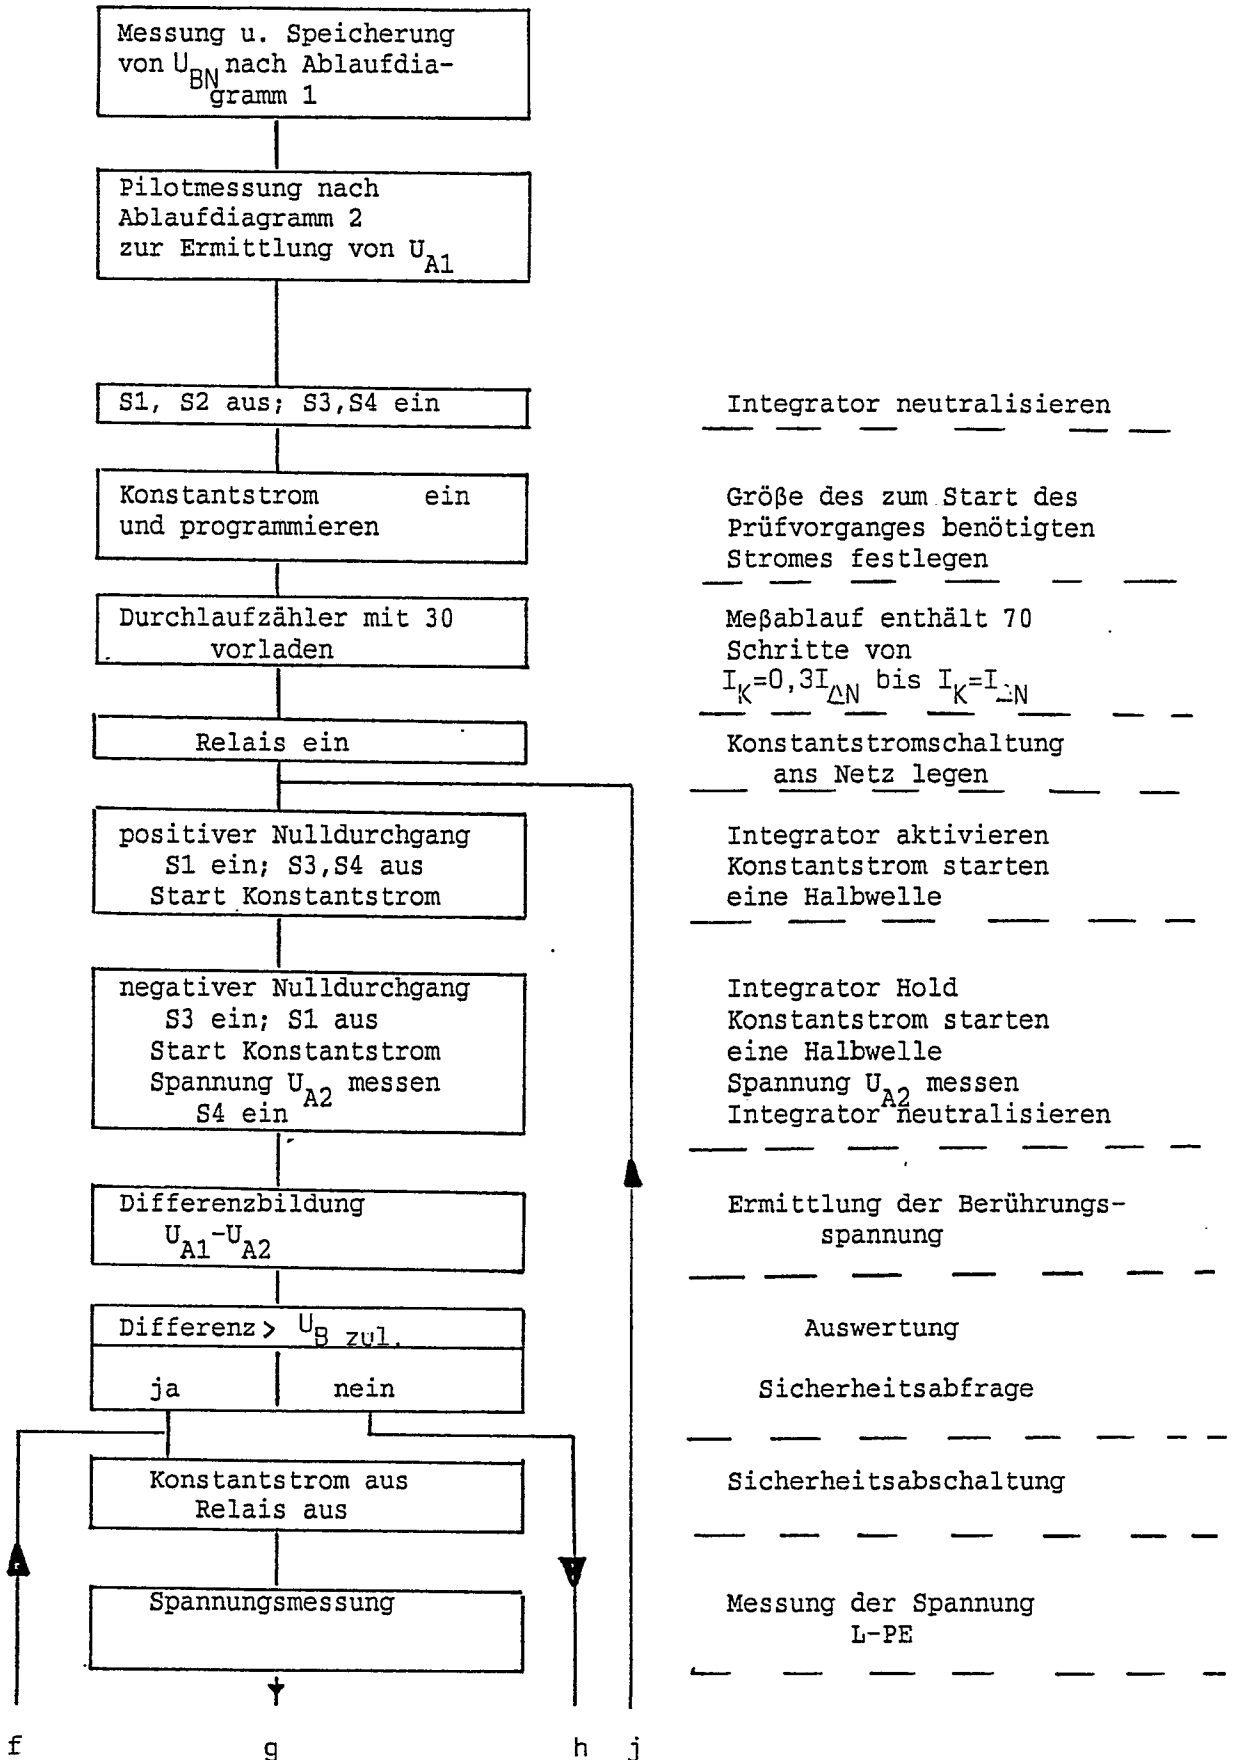 Messung u. Speicherung
von U_BN nach Ablaufdia-
gramm 1
Pilotmessung nach
Ablaufdiagramm 2
zur Ermittlung von U_A1
S1, S2 aus; S3,S4 ein
Integrator neutralisieren
Konstantstrom ein
und programmieren
Größe des zum Start des
Prüfvorganges benötigten
Stromes festlegen
Durchlaufzähler mit 30
vorladen
Meßablauf enthält 70
Schritte von
I_K=0,3I_ΔN bis I_K=I_ΔN
Relais ein
Konstantstromschaltung
ans Netz legen
positiver Nulldurchgang
S1 ein; S3,S4 aus
Start Konstantstrom
Integrator aktivieren
Konstantstrom starten
eine Halbwelle
negativer Nulldurchgang
S3 ein; S1 aus
Start Konstantstrom
Spannung U_A2 messen
S4 ein
Integrator Hold
Konstantstrom starten
eine Halbwelle
Spannung U_A2 messen
Integrator neutralisieren
Differenzbildung
U_A1-U_A2
Ermittlung der Berührungs-
spannung
Differenz> U_B zul.
ja nein
Auswertung
Sicherheitsabfrage
Konstantstrom aus
Relais aus
Sicherheitsabschaltung
Spannungsmessung
Messung der Spannung
L-PE
f g h j